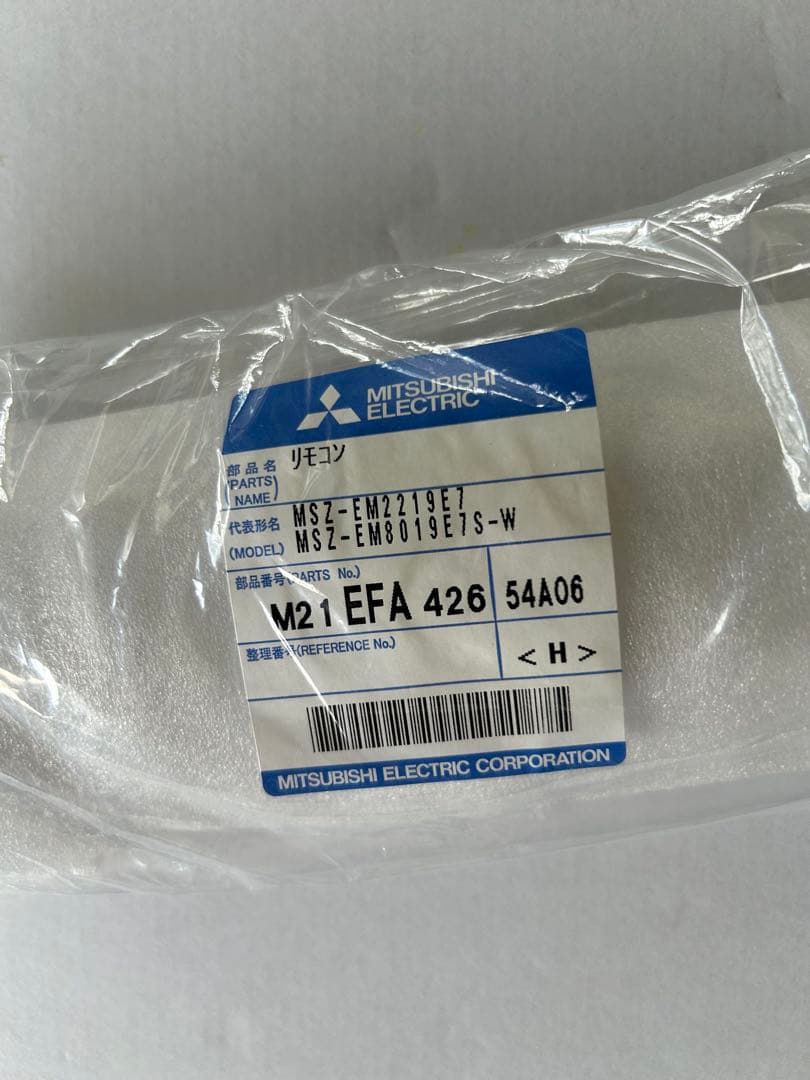 MITSUBISHI
ELECTRIC
部品名 リモコン
(PARTS
NAME)
代表形名 MSZ-EM2219E7
(MODEL) MSZ-EM8019E7S-W
部品番号(PARTS No.)
M21 EFA 426 54A06
整理番号(REFERENCE No.)
< H >
MITSUBISHI ELECTRIC CORPORATION